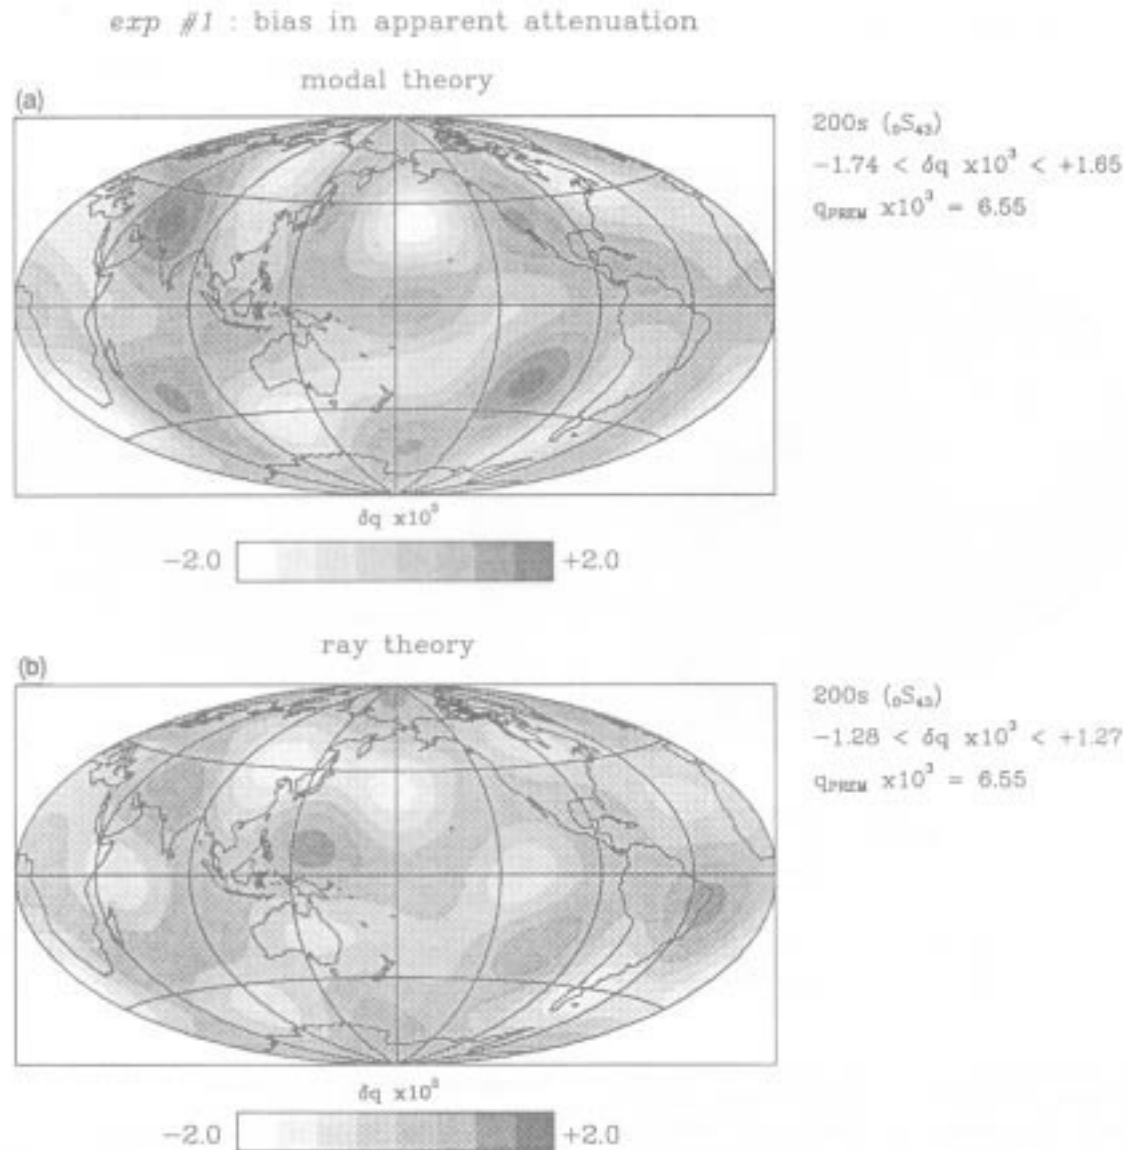 exp #1 : bias in apparent attenuation
modal theory
(a)
200s (₀S₄₃)
−1.74 < δq x10³ < +1.65
qPREM x10³ = 6.55
δq x10³
−2.0 +2.0
ray theory
(b)
200s (₀S₄₃)
−1.28 < δq x10³ < +1.27
qPREM x10³ = 6.55
δq x10³
−2.0 +2.0